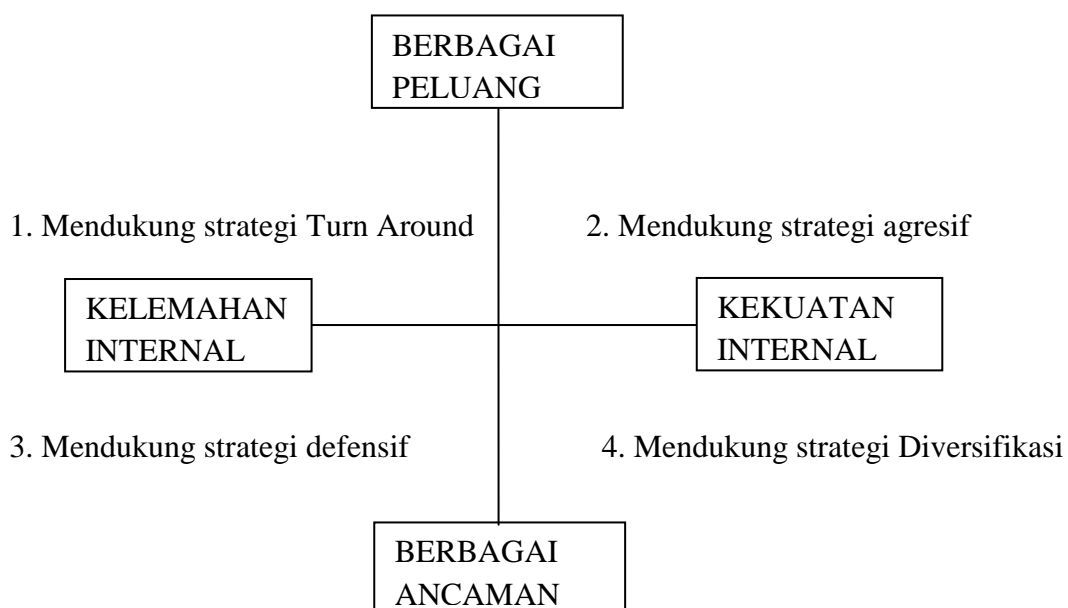 BERBAGAI
PELUANG
1. Mendukung strategi Turn Around
2. Mendukung strategi agresif
KELEMAHAN
INTERNAL
KEKUATAN
INTERNAL
3. Mendukung strategi defensif
4. Mendukung strategi Diversifikasi
BERBAGAI
ANCAMAN